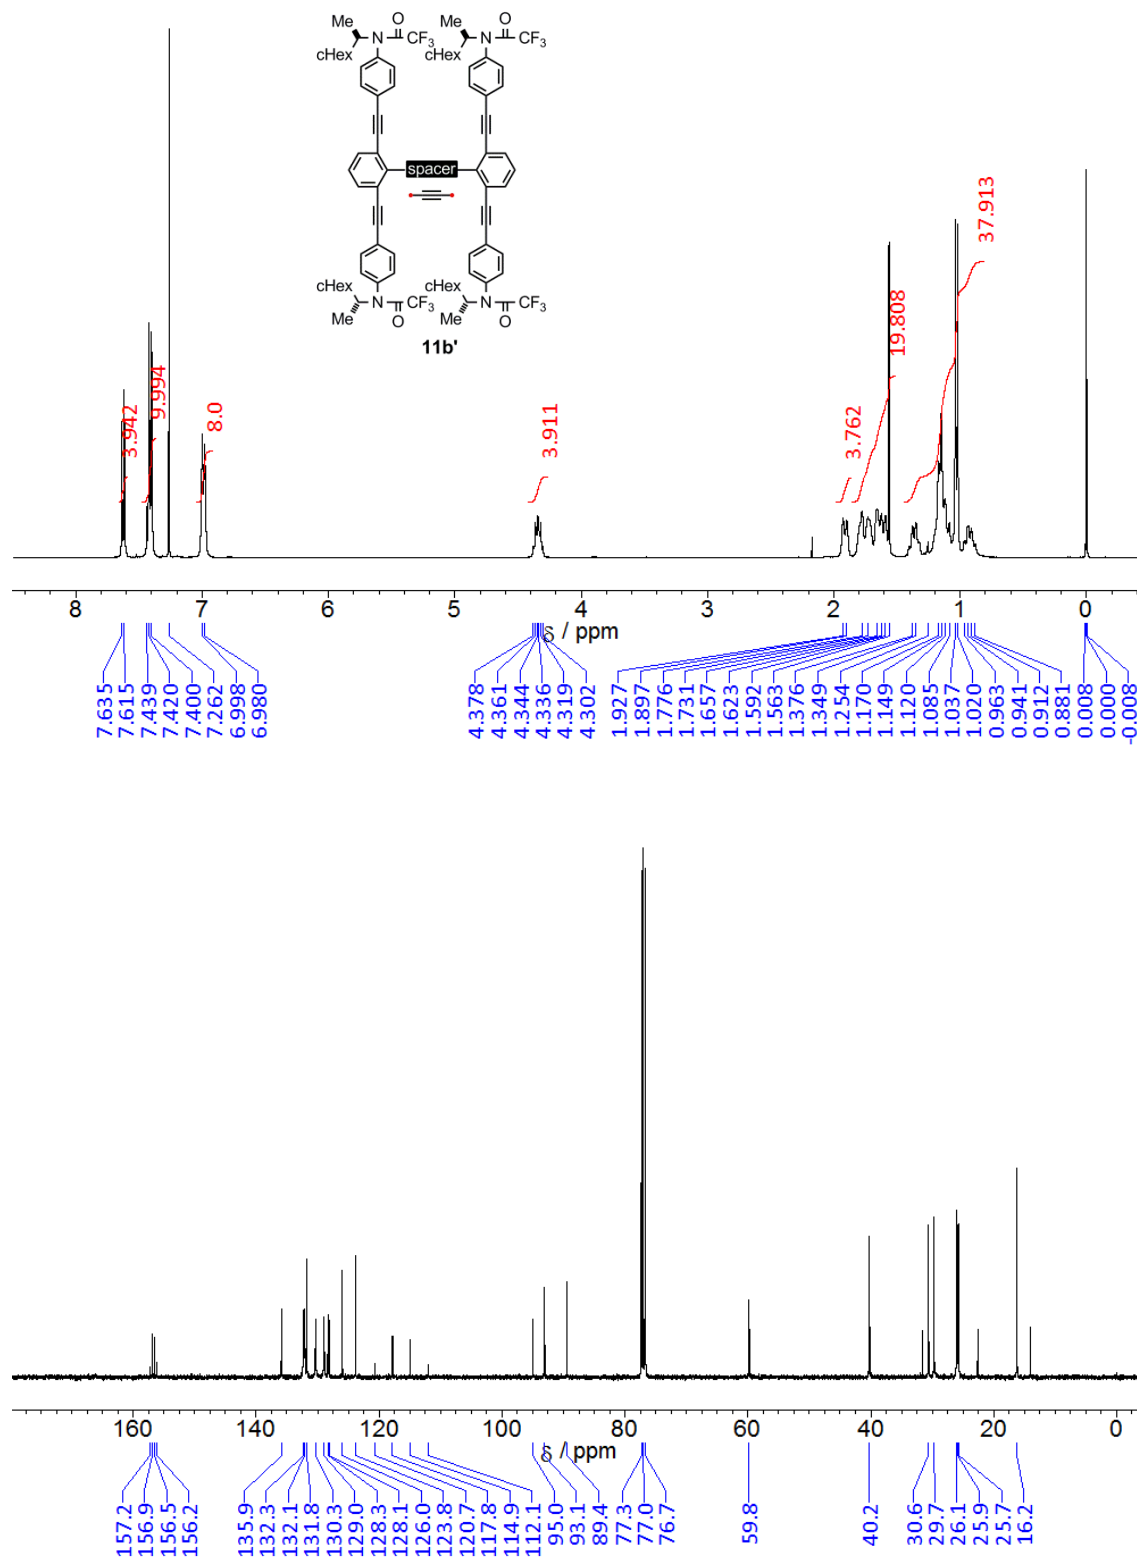 Me
O
N
CF3
cHex
Me
O
N
CF3
cHex
spacer
cHex
N
CF3
Me
O
cHex
N
CF3
Me
O
11b'
3.942
9.994
8.0
3.911
3.762
19.808
37.913
8 7 6 5 4 3 2 1 0
δ / ppm
7.635
7.615
7.439
7.420
7.400
7.262
6.998
6.980
4.378
4.361
4.344
4.336
4.319
4.302
1.927
1.897
1.776
1.731
1.657
1.623
1.592
1.563
1.376
1.349
1.254
1.170
1.149
1.120
1.085
1.037
1.020
0.963
0.941
0.912
0.881
0.008
0.000
-0.008
160 140 120 100 80 60 40 20 0
δ / ppm
157.2
156.9
156.5
156.2
135.9
132.3
132.1
131.8
130.3
129.0
128.3
128.1
126.0
123.8
120.7
117.8
114.9
112.1
95.0
93.1
89.4
77.3
77.0
76.7
59.8
40.2
30.6
29.7
26.1
25.9
25.7
16.2